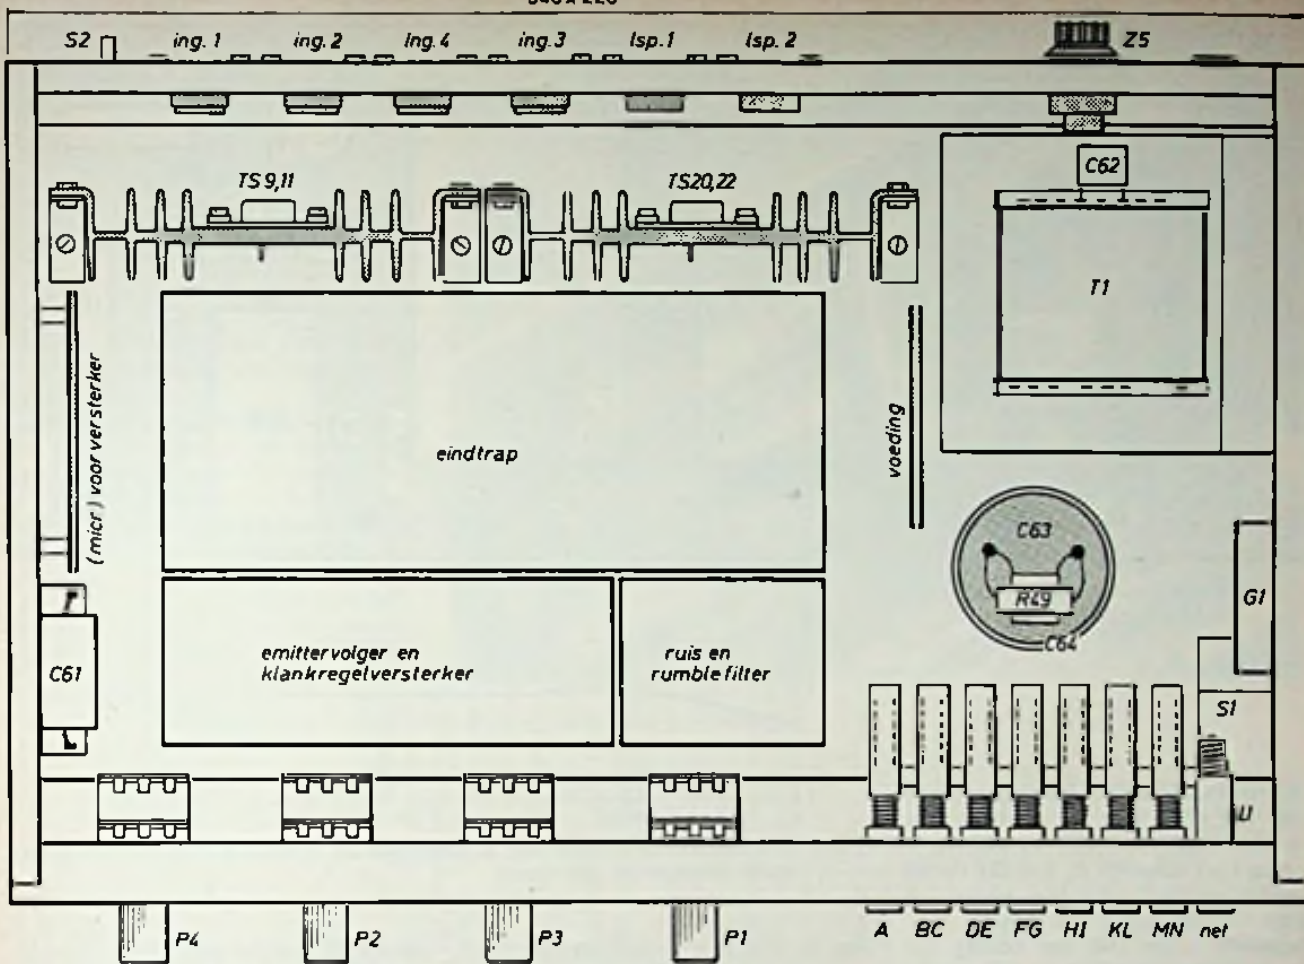 S2 ing. 1 ing. 2 ing. 4 ing. 3 lsp. 1 lsp. 2 Z5
C62
TS 9,11 TS20,22
T1
(micr) voorversterker
eindtrap
voeding
C63
R49
C64
G1
C61
emittervolger en
klankregelversterker
ruis en
rumble filter
S1
U
P4 P2 P3 P1
A BC DE FG HI KL MN net